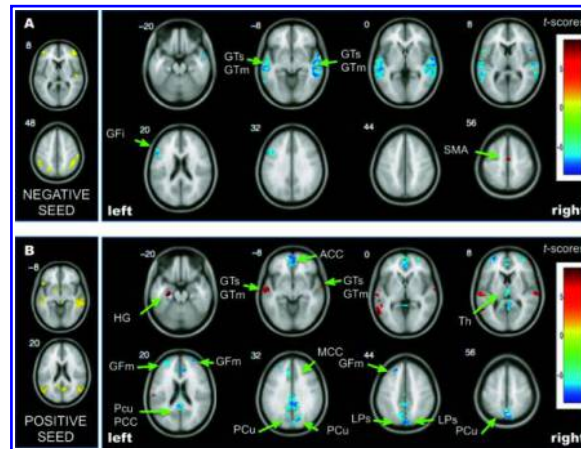 A
-20
-8
0
8
t-scores
8
GTs
GTm
GTs
GTm
48
20
GFi
32
44
56
SMA
NEGATIVE
SEED
left
right
B
-20
-8
ACC
0
8
t-scores
-8
HG
GTs
GTm
GTs
GTm
Th
20
GFm
20
GFm
32
MCC
44
GFm
56
Pcu
PCC
PCu
PCu
LPs
LPs
PCu
POSITIVE
SEED
left
right